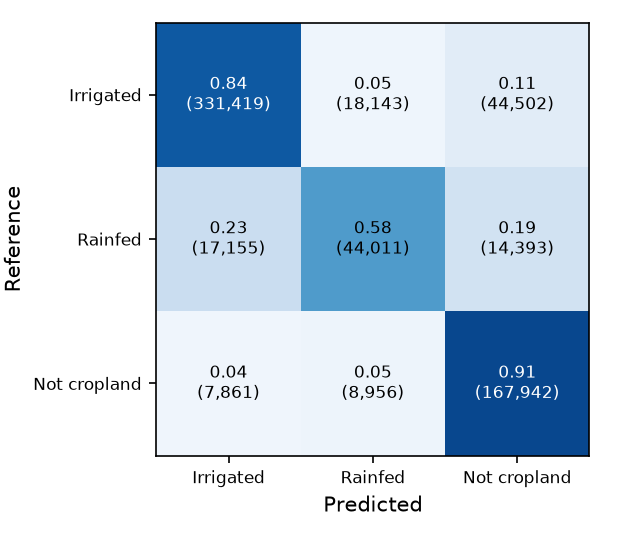 Irrigated
0.84
(331,419)
0.05
(18,143)
0.11
(44,502)
Rainfed
0.23
(17,155)
0.58
(44,011)
0.19
(14,393)
Not cropland
0.04
(7,861)
0.05
(8,956)
0.91
(167,942)
Reference
Irrigated
Rainfed
Not cropland
Predicted